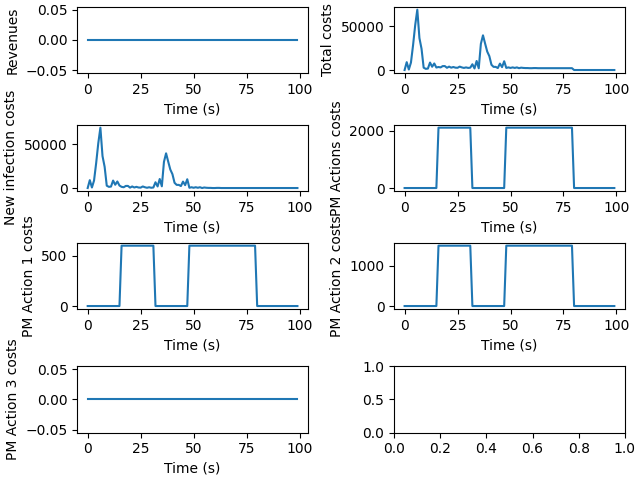 Revenues
0.05
0.00
−0.05
0 25 50 75 100
Time (s)
Total costs
50000
0
0 25 50 75 100
Time (s)
New infection costs
50000
0
0 25 50 75 100
Time (s)
PM Actions costs
2000
0
0 25 50 75 100
Time (s)
PM Action 1 costs
500
0
0 25 50 75 100
Time (s)
PM Action 2 costs
1000
0
0 25 50 75 100
Time (s)
PM Action 3 costs
0.05
0.00
−0.05
0 25 50 75 100
Time (s)
1.0
0.5
0.0
0.0 0.2 0.4 0.6 0.8 1.0